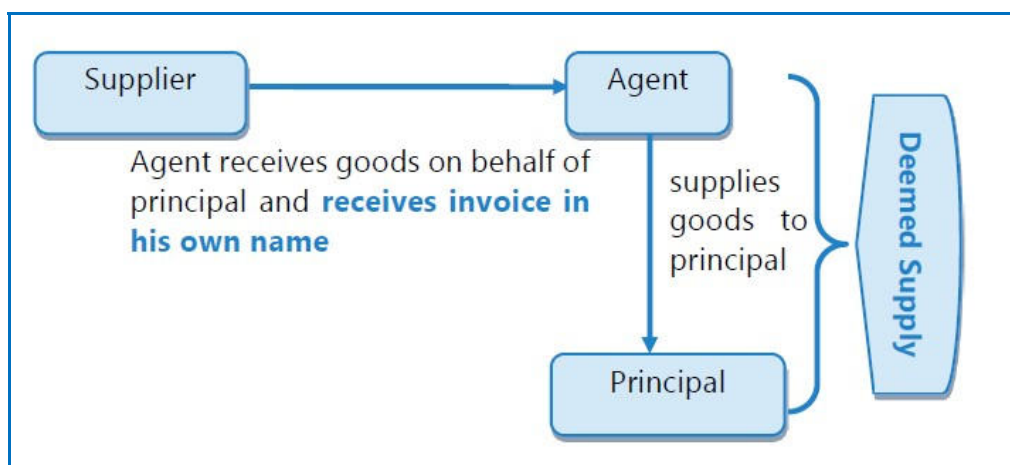 Supplier
Agent
Agent receives goods on behalf of
principal and receives invoice in
his own name
supplies
goods to
principal
Deemed Supply
Principal